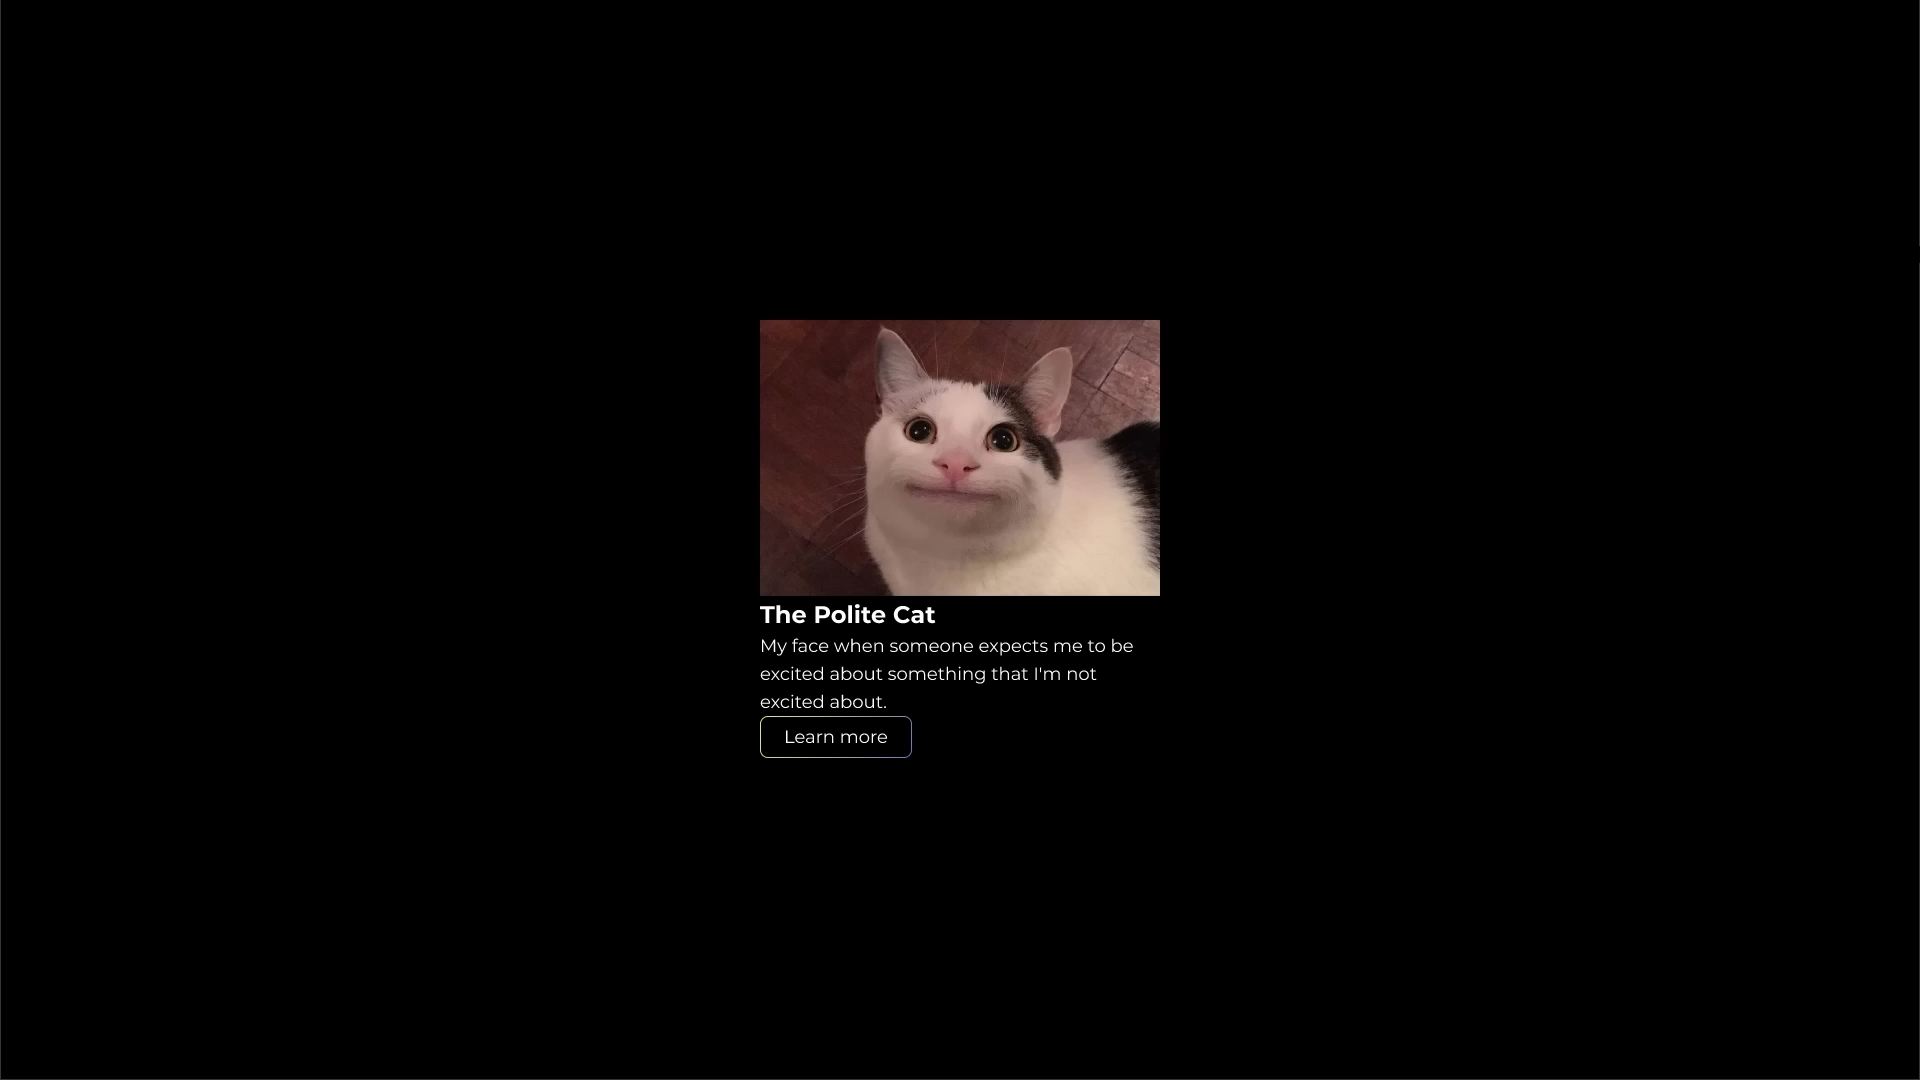 The Polite Cat
My face when someone expects me to be
excited about something that I'm not
excited about.
Learn more